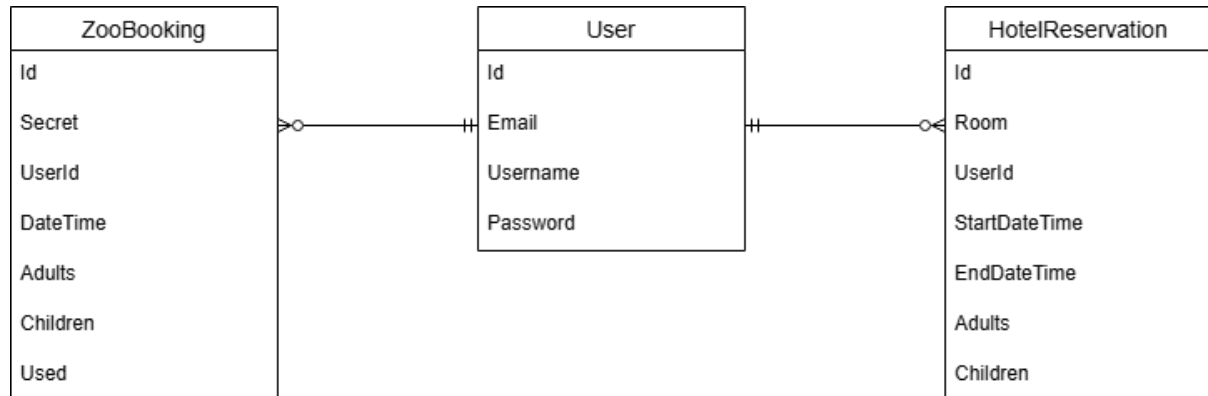 ZooBooking
Id
Secret
UserId
DateTime
Adults
Children
Used
User
Id
Email
Username
Password
HotelReservation
Id
Room
UserId
StartDateTime
EndDateTime
Adults
Children